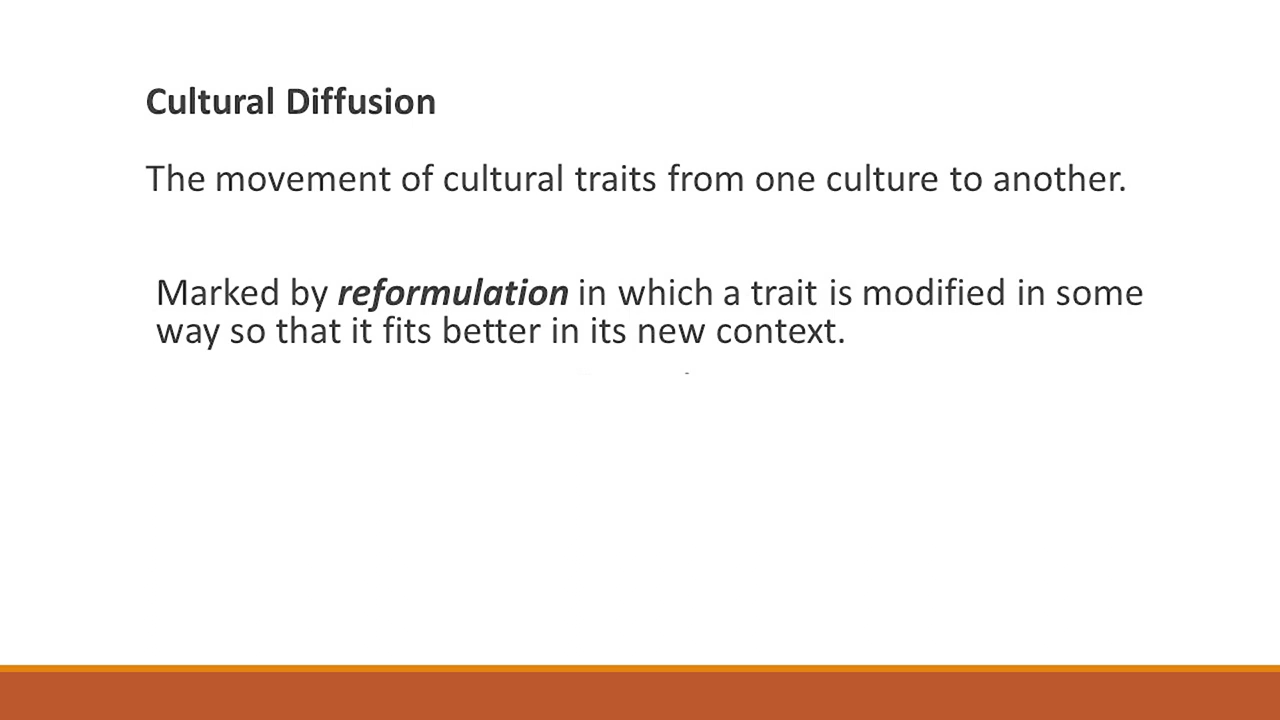 Cultural Diffusion
The movement of cultural traits from one culture to another.
Marked by reformulation in which a trait is modified in some
way so that it fits better in its new context.